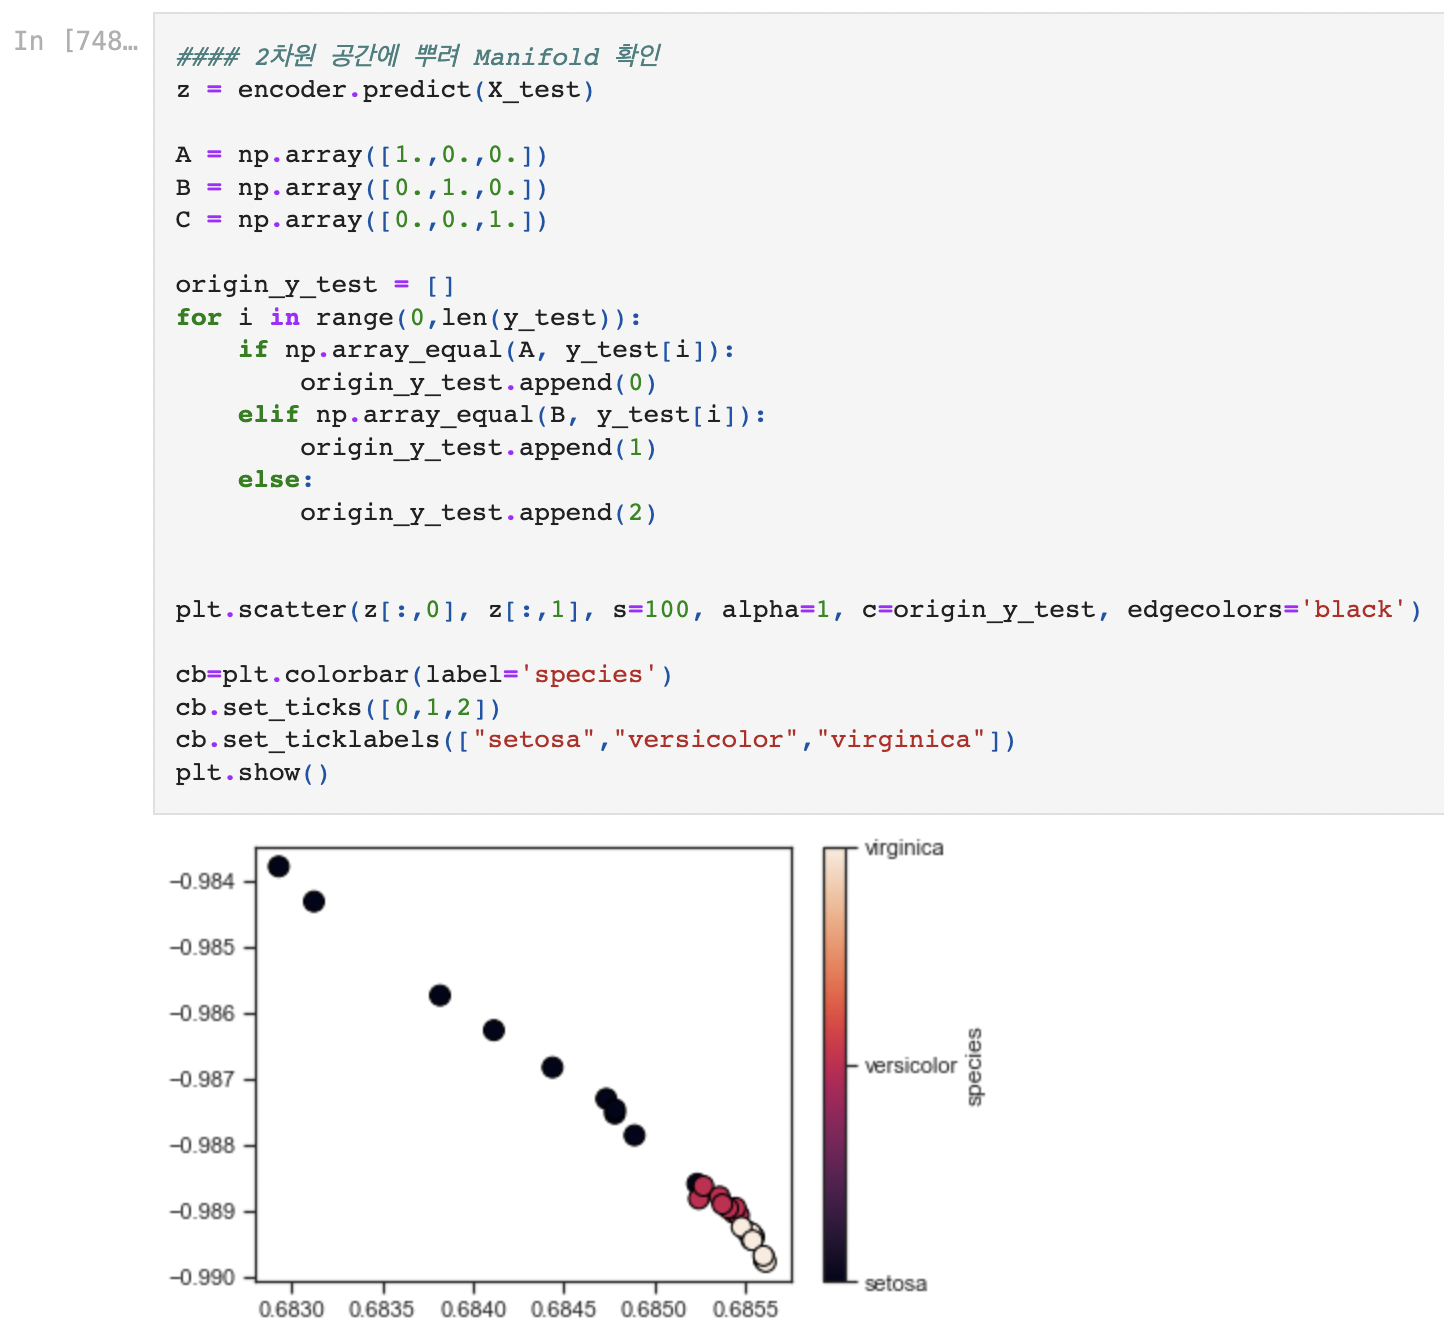 In [748…
#### 2차원 공간에 뿌려 Manifold 확인
z = encoder.predict(X_test)
A = np.array([1.,0.,0.])
B = np.array([0.,1.,0.])
C = np.array([0.,0.,1.])
origin_y_test = []
for i in range(0,len(y_test)):
    if np.array_equal(A, y_test[i]):
        origin_y_test.append(0)
    elif np.array_equal(B, y_test[i]):
        origin_y_test.append(1)
    else:
        origin_y_test.append(2)
plt.scatter(z[:,0], z[:,1], s=100, alpha=1, c=origin_y_test, edgecolors='black')
cb=plt.colorbar(label='species')
cb.set_ticks([0,1,2])
cb.set_ticklabels(["setosa","versicolor","virginica"])
plt.show()
−0.984
−0.985
−0.986
−0.987
−0.988
−0.989
−0.990
0.6830 0.6835 0.6840 0.6845 0.6850 0.6855
virginica
versicolor
setosa
species